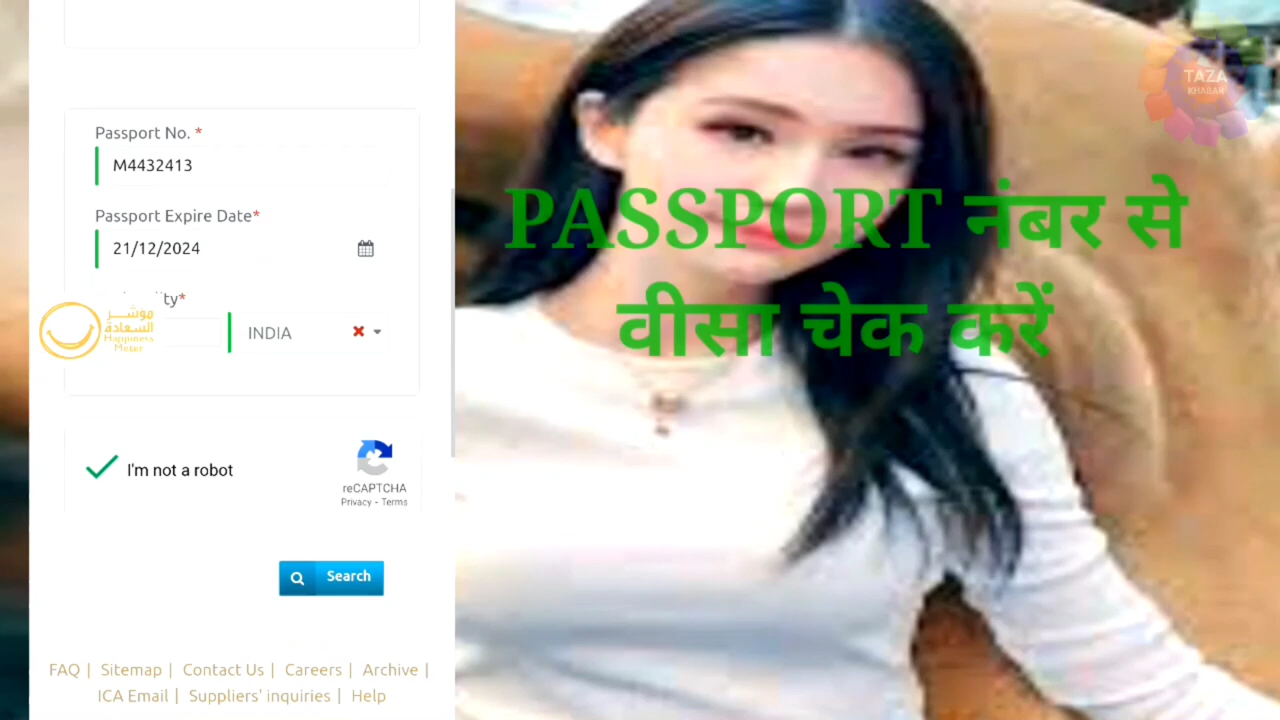 Passport No. *
M4432413
Passport Expire Date*
21/12/2024
lity*
INDIA
مؤشر
السعادة
Happiness
Meter
I'm not a robot
reCAPTCHA
Privacy - Terms
Search
FAQ | Sitemap | Contact Us | Careers | Archive |
ICA Email | Suppliers' inquiries | Help
TAZA
KHABAR
PASSPORT नंबर से
वीसा चेक करें